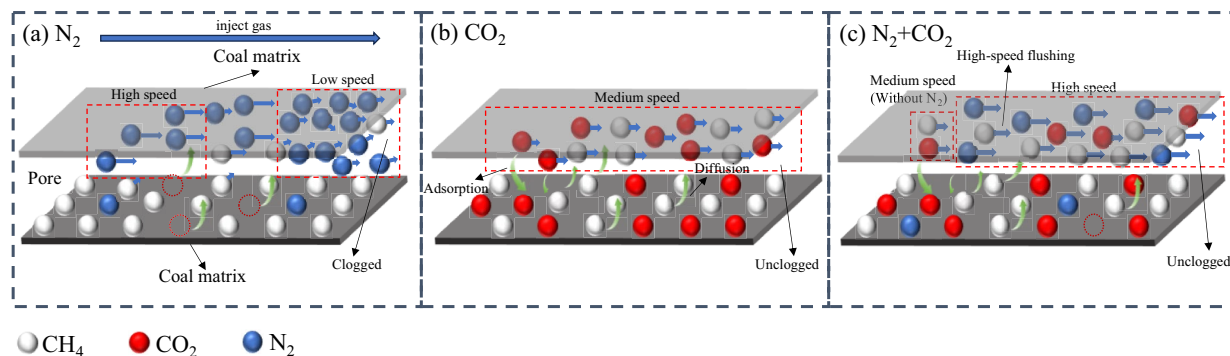 (a) N₂
inject gas
Coal matrix
High speed
Low speed
Pore
Coal matrix
Clogged
(b) CO₂
Medium speed
Adsorption
Diffusion
Unclogged
(c) N₂+CO₂
High-speed flushing
Medium speed
(Without N₂)
High speed
Unclogged
CH₄
CO₂
N₂